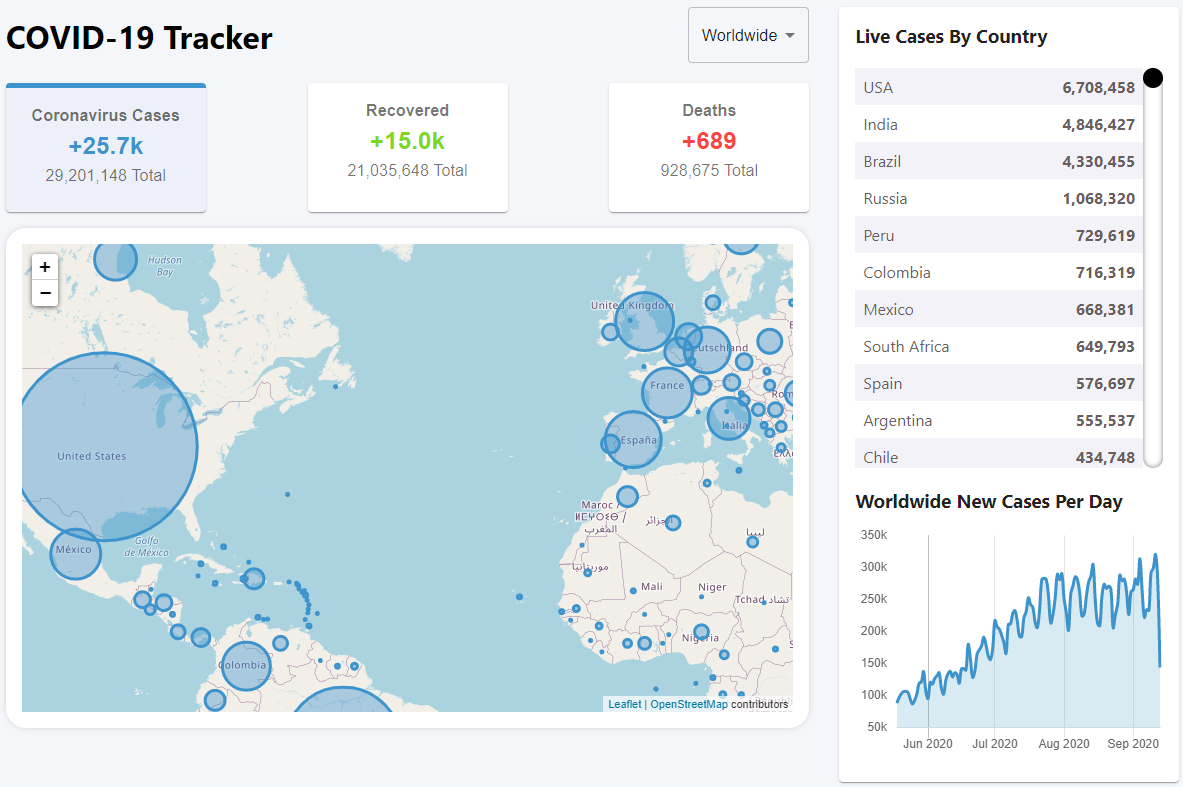 COVID-19 Tracker
Worldwide
Coronavirus Cases
+25.7k
29,201,148 Total
Recovered
+15.0k
21,035,648 Total
Deaths
+689
928,675 Total
+
−
Hudson
Bay
United States
México
Golfo
de México
Colombia
United Kingdom
Deutschland
France
España
Italia
Maroc /
ⵍⵎⵖⵔⵉⴱ /
المغرب
الجزائر
ليبيا
موريتانيا
Mali
Niger
Tchad تشاد
Nigeria
Leaflet | OpenStreetMap contributors
Live Cases By Country
USA 6,708,458
India 4,846,427
Brazil 4,330,455
Russia 1,068,320
Peru 729,619
Colombia 716,319
Mexico 668,381
South Africa 649,793
Spain 576,697
Argentina 555,537
Chile 434,748
Worldwide New Cases Per Day
350k
300k
250k
200k
150k
100k
50k
Jun 2020 Jul 2020 Aug 2020 Sep 2020